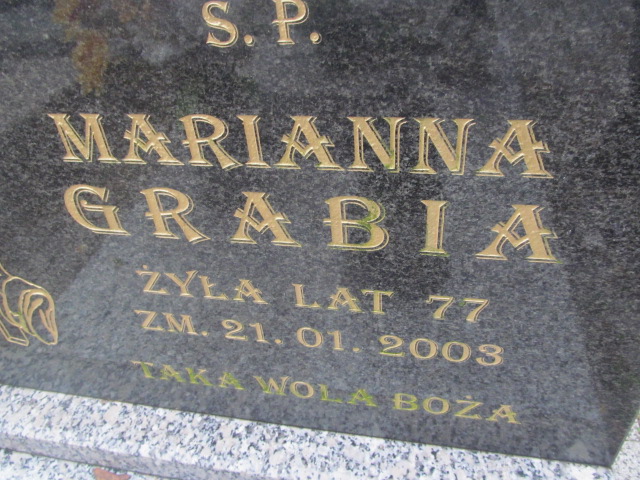 S. P.
MARIANNA
GRABIA
ŻYŁA LAT 77
ZM. 21. 01. 2003
TAKA WOLA BOŻA